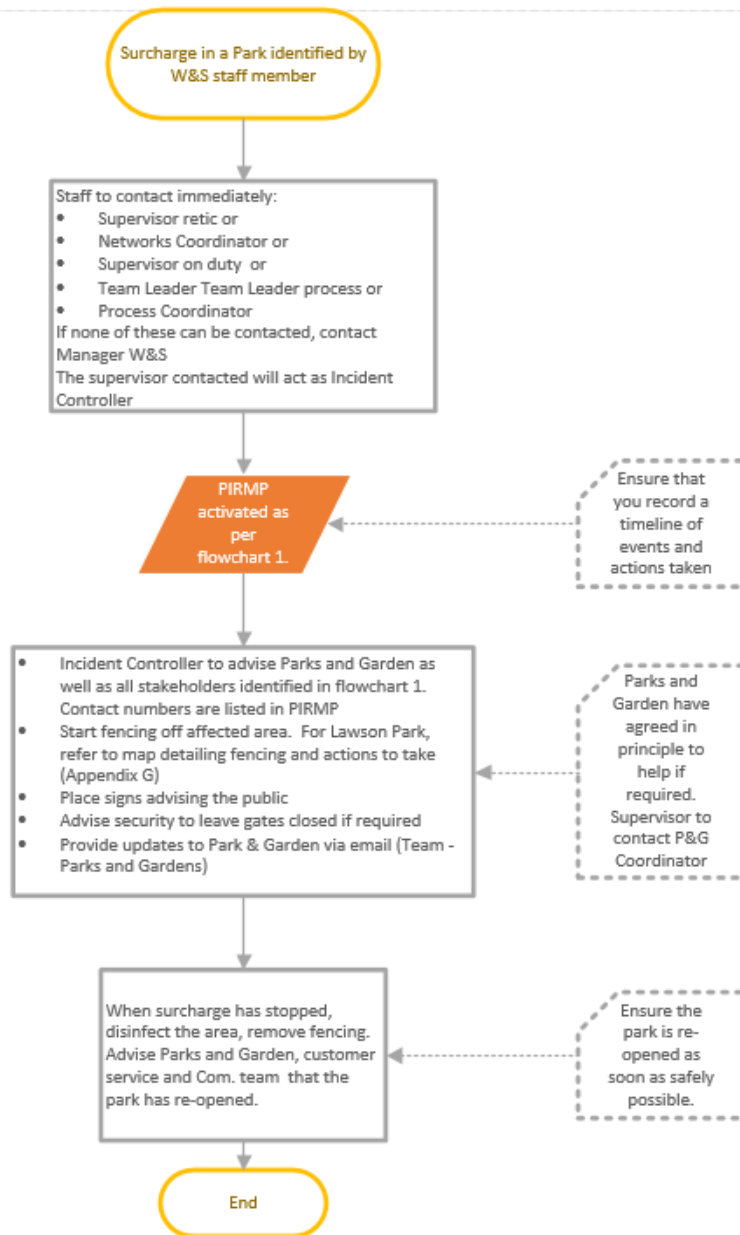 Surcharge in a Park identified by
W&S staff member
Staff to contact immediately:
• Supervisor retic or
• Networks Coordinator or
• Supervisor on duty or
• Team Leader Team Leader process or
• Process Coordinator
If none of these can be contacted, contact
Manager W&S
The supervisor contacted will act as Incident
Controller
PIRMP
activated as
per
flowchart 1.
Ensure that
you record a
timeline of
events and
actions taken
• Incident Controller to advise Parks and Garden as
well as all stakeholders identified in flowchart 1.
Contact numbers are listed in PIRMP
• Start fencing off affected area. For Lawson Park,
refer to map detailing fencing and actions to take
(Appendix G)
• Place signs advising the public
• Advise security to leave gates closed if required
• Provide updates to Park & Garden via email (Team -
Parks and Gardens)
Parks and
Garden have
agreed in
principle to
help if
required.
Supervisor to
contact P&G
Coordinator
When surcharge has stopped,
disinfect the area, remove fencing.
Advise Parks and Garden, customer
service and Com. team that the
park has re-opened.
Ensure the
park is re-
opened as
soon as safely
possible.
End